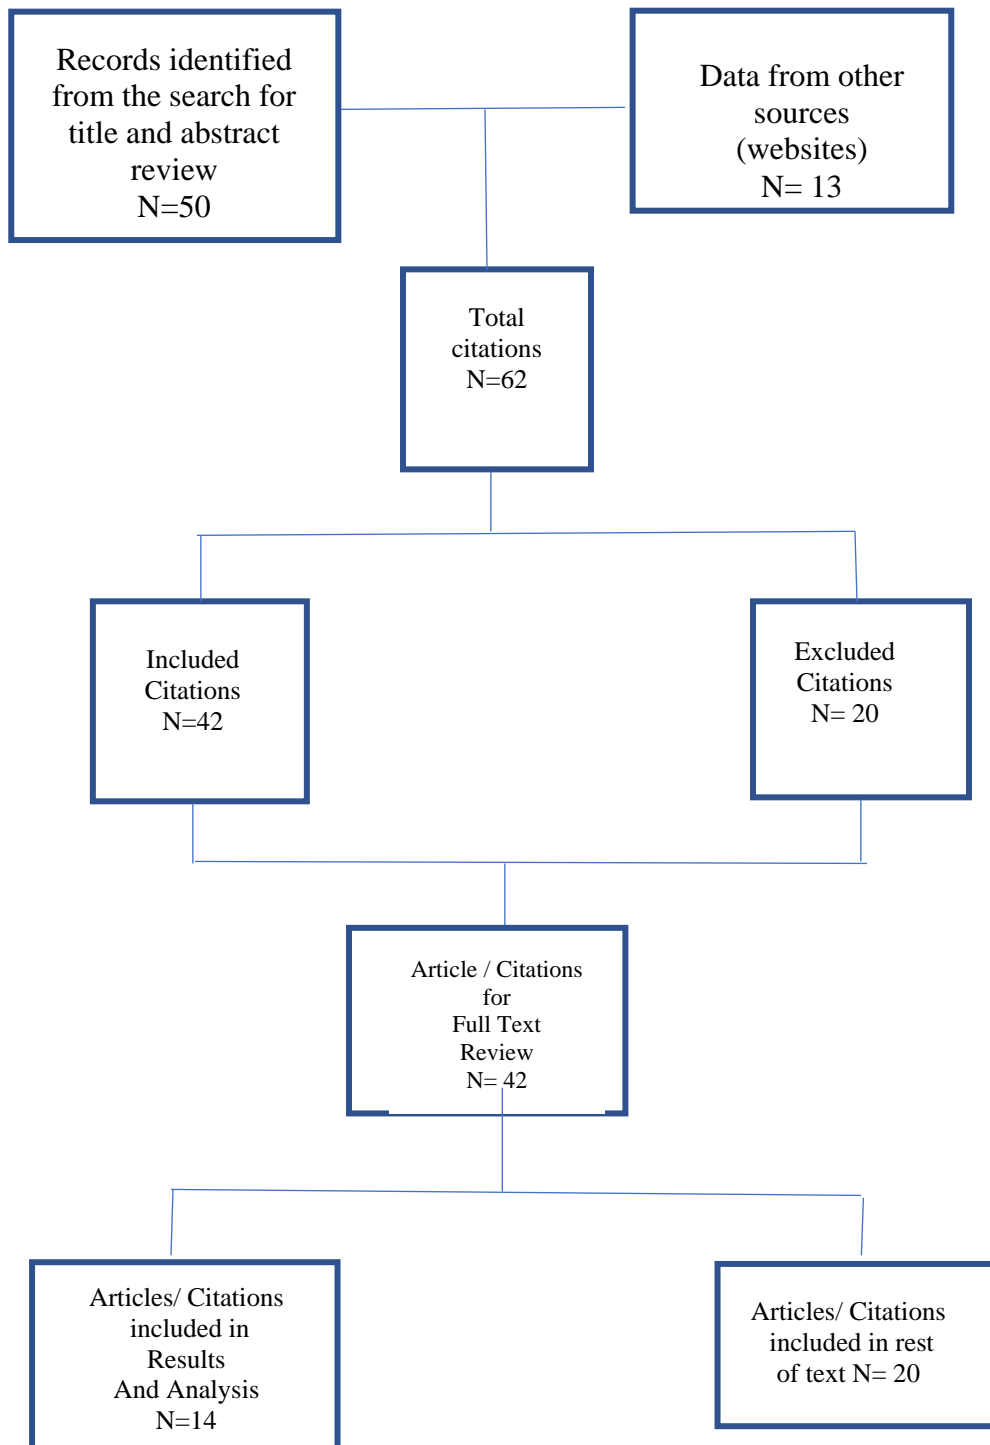 Records identified
from the search for
title and abstract
review
N=50
Data from other
sources
(websites)
N= 13
Total
citations
N=62
Included
Citations
N=42
Excluded
Citations
N= 20
Article / Citations
for
Full Text
Review
N= 42
Articles/ Citations
included in
Results
And Analysis
N=14
Articles/ Citations
included in rest
of text N= 20